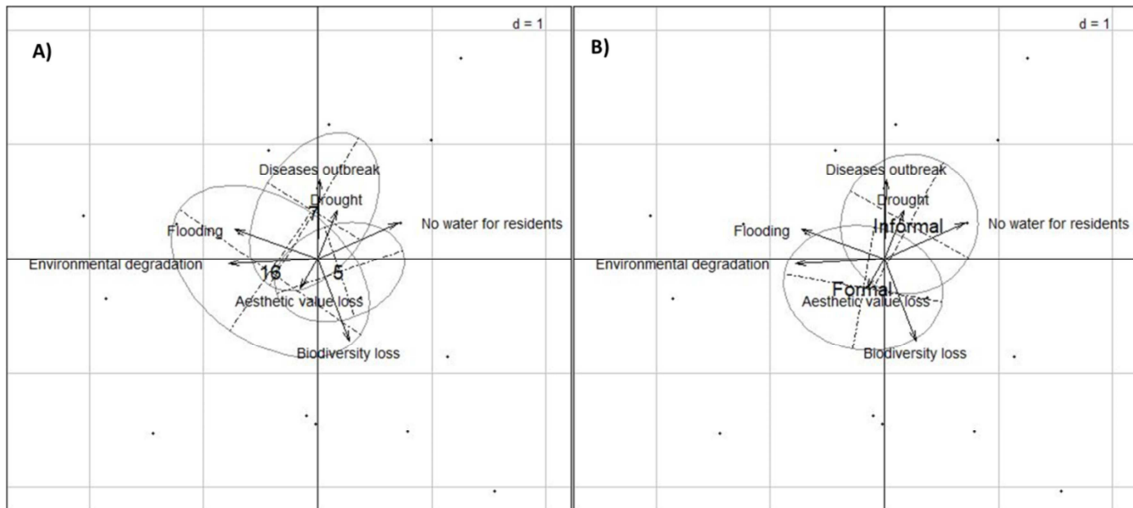 A)
d = 1
Diseases outbreak
Drought
7
No water for residents
Flooding
Environmental degradation
16
5
Aesthetic value loss
Biodiversity loss
B)
d = 1
Diseases outbreak
Drought
Informal
No water for residents
Flooding
Environmental degradation
Formal
Aesthetic value loss
Biodiversity loss